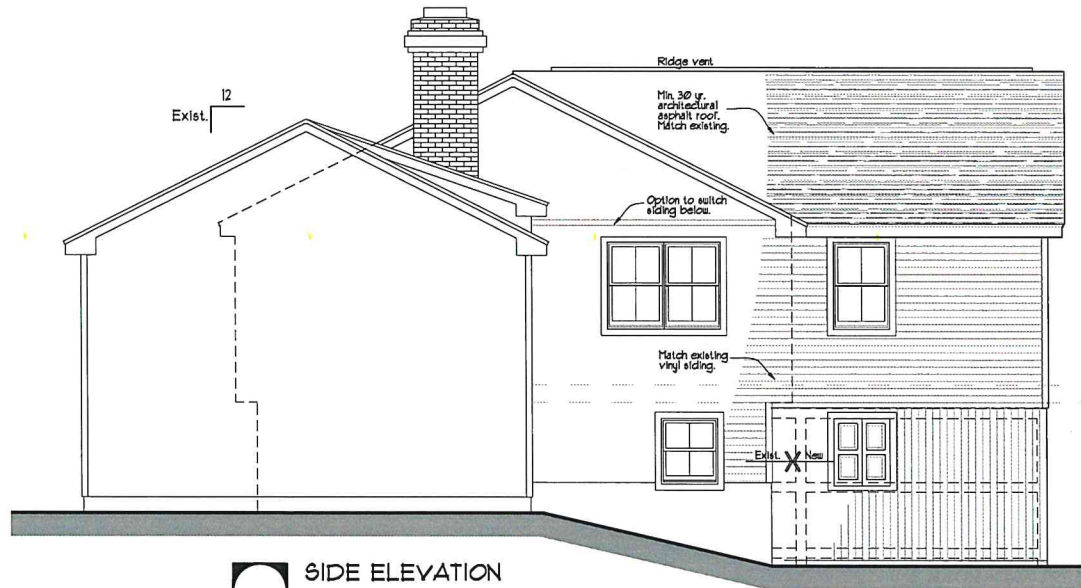 Ridge vent
Min. 30 yr.
architectural
asphalt roof.
Match existing.
12
Exist.
Option to switch
siding below.
Match existing
vinyl siding.
Exist. New
SIDE ELEVATION